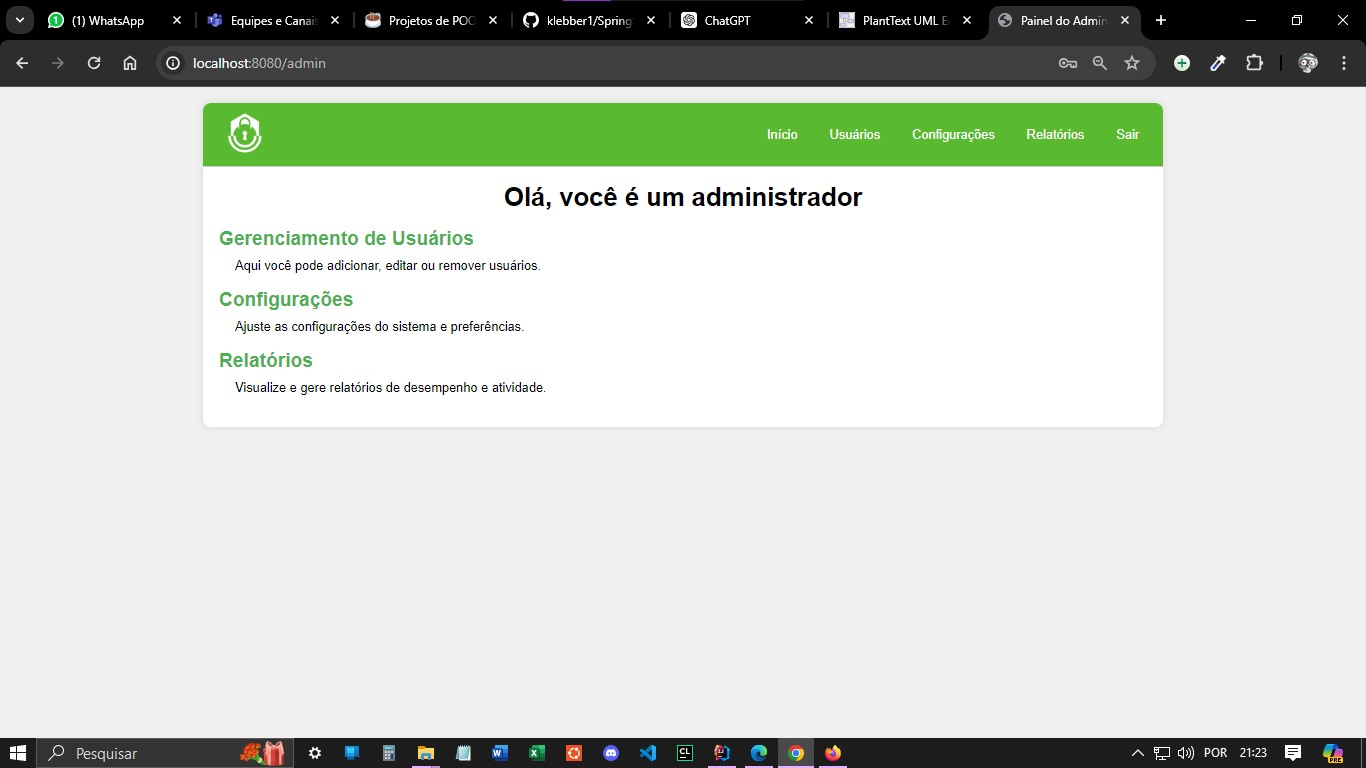 (1) WhatsApp
Equipes e Canais
Projetos de POO
klebber1/Spring
ChatGPT
PlantText UML E
Painel do Admin
localhost:8080/admin
Início Usuários Configurações Relatórios Sair
Olá, você é um administrador
Gerenciamento de Usuários
Aqui você pode adicionar, editar ou remover usuários.
Configurações
Ajuste as configurações do sistema e preferências.
Relatórios
Visualize e gere relatórios de desempenho e atividade.
Pesquisar
POR
21:23